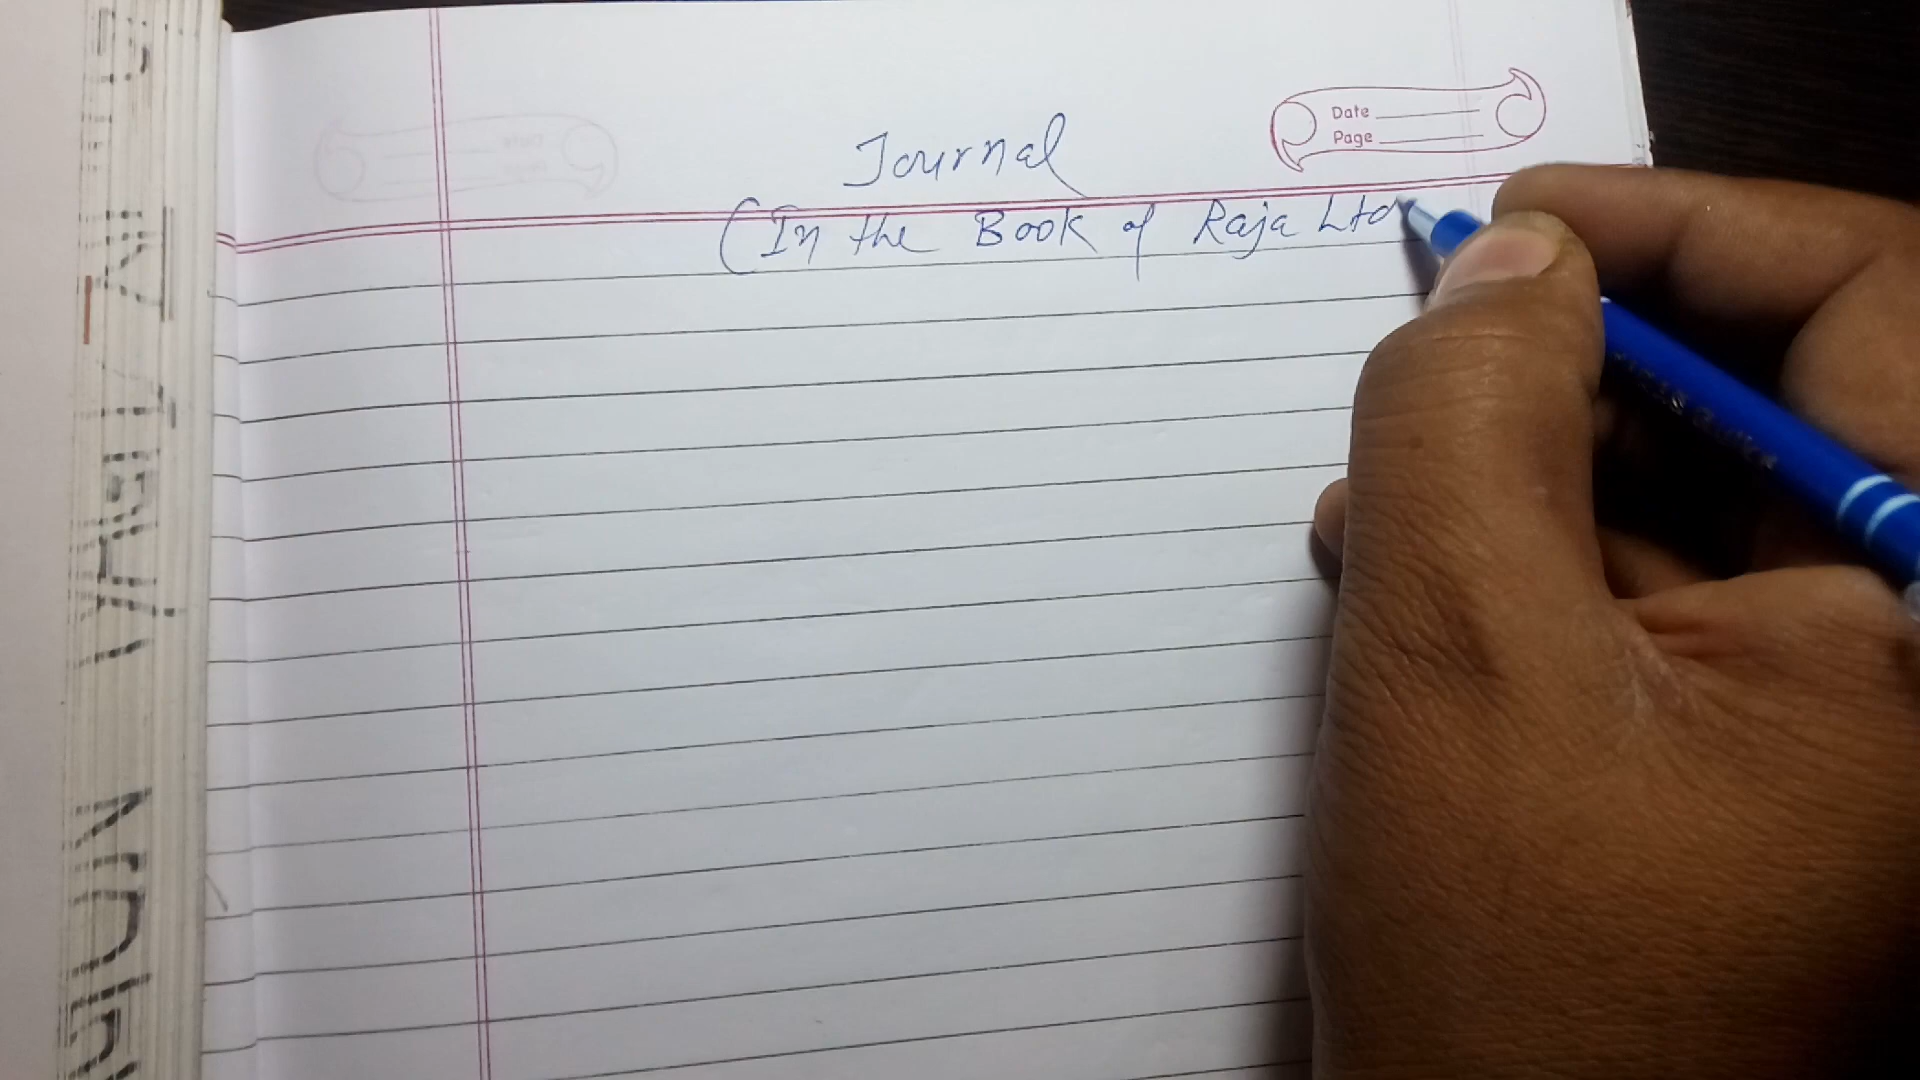 Date
Page
Journal
(In the Book of Raja Ltd